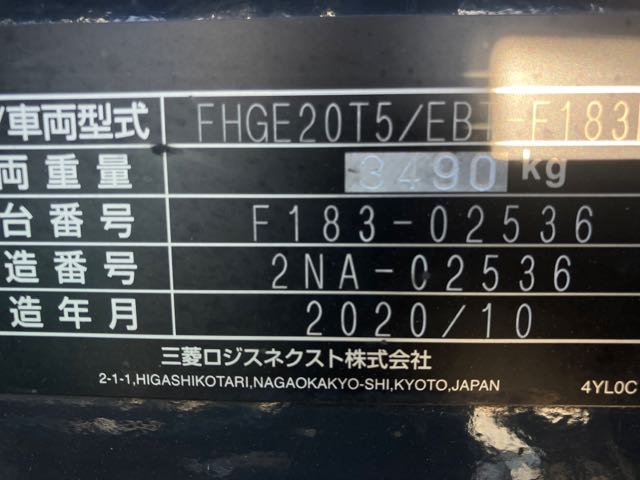 /車両型式 FHGE20T5/EBT-F183
両重量 3490 kg
台番号 F183-02536
造番号 2NA-02536
造年月 2020/10
三菱ロジスネクスト株式会社
2-1-1,HIGASHIKOTARI,NAGAOKAKYO-SHI,KYOTO,JAPAN 4YL0C